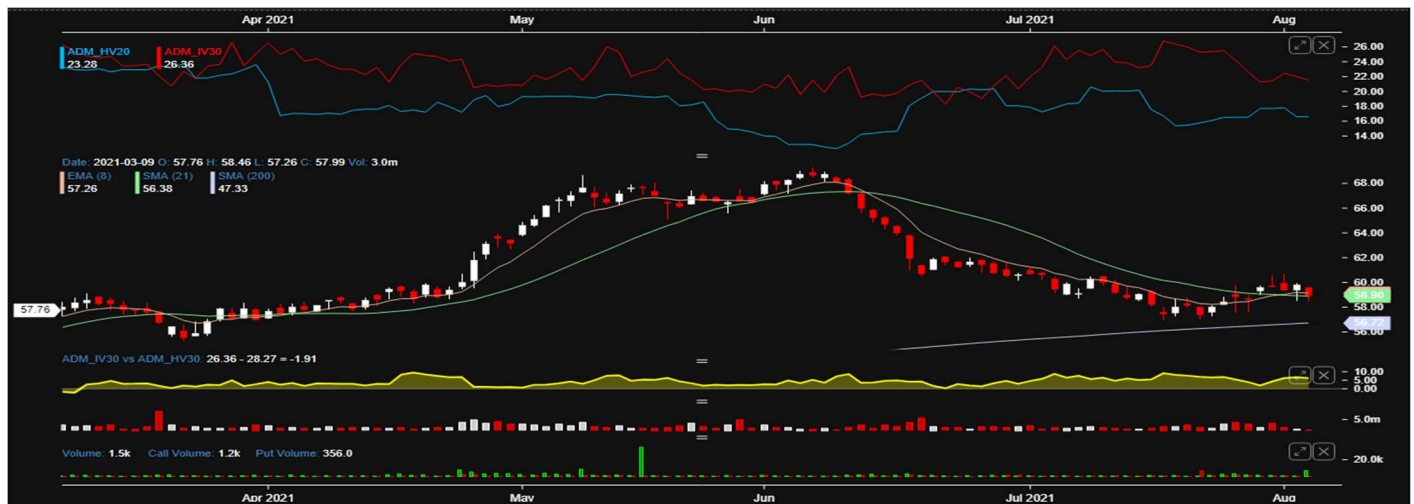 Apr 2021 May Jun Jul 2021 Aug
ADM_HV20 ADM_IV30
23.28 26.36
26.00
24.00
22.00
20.00
18.00
16.00
14.00
Date: 2021-03-09 O: 57.76 H: 58.46 L: 57.26 C: 57.99 Vol: 3.0m
EMA (8) SMA (21) SMA (200)
57.26 56.38 47.33
68.00
66.00
64.00
62.00
60.00
58.90
58.00
57.76
56.72
56.00
ADM_IV30 vs ADM_HV30: 26.36 - 28.27 = -1.91
10.00
5.00
0.00
5.0m
Volume: 1.5k Call Volume: 1.2k Put Volume: 356.0
20.0k
Apr 2021 May Jun Jul 2021 Aug